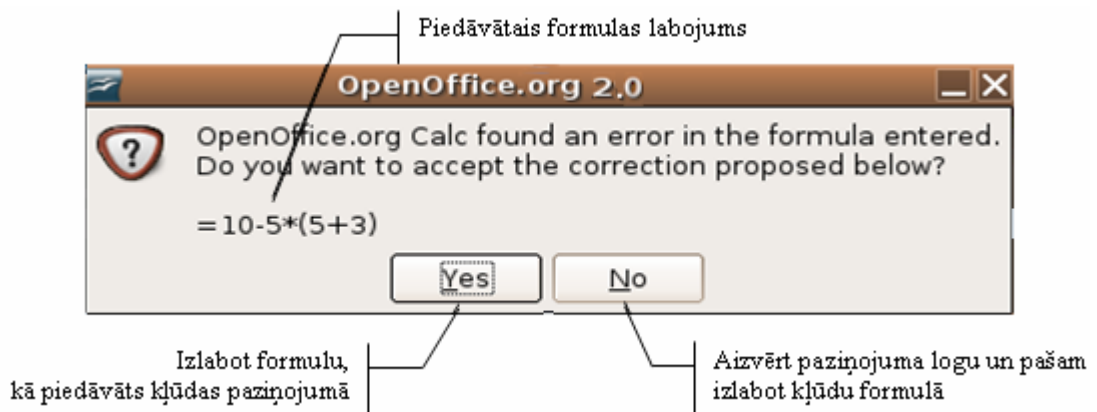 Piedāvātais formulas labojums
OpenOffice.org 2.0
OpenOffice.org Calc found an error in the formula entered.
Do you want to accept the correction proposed below?
=10-5*(5+3)
Yes
No
Izlabot formulu,
kā piedāvāts kļūdas paziņojumā
Aizvērt paziņojuma logu un pašam
izlabot kļūdu formulā